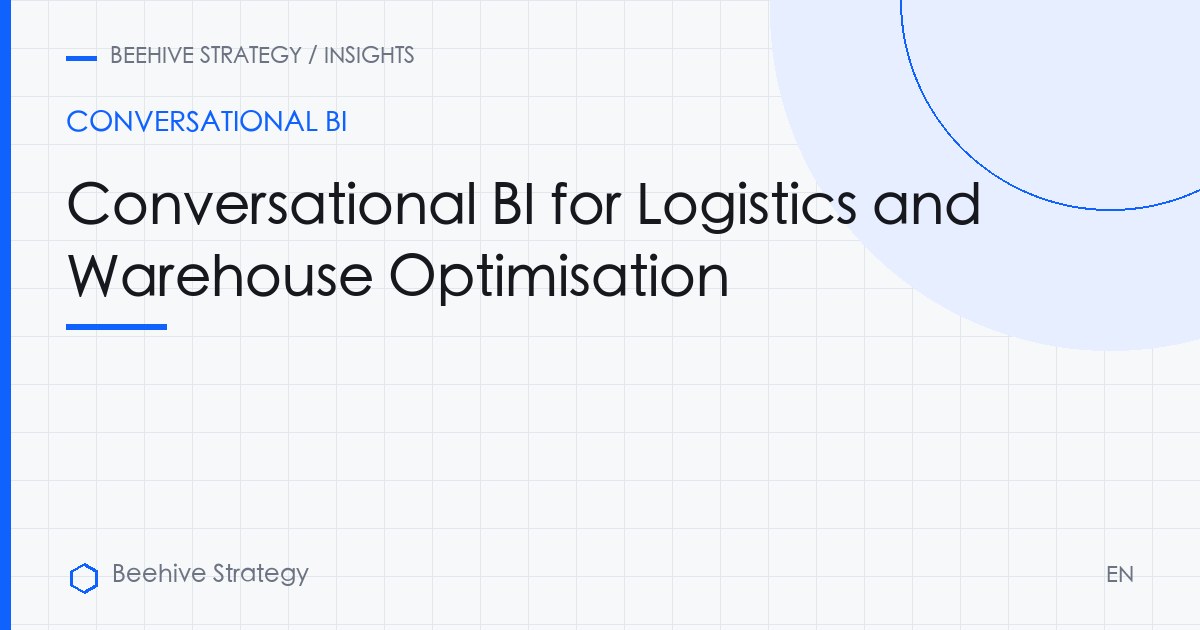 BEEHIVE STRATEGY / INSIGHTS
CONVERSATIONAL BI
Conversational BI for Logistics and
Warehouse Optimisation
Beehive Strategy
EN